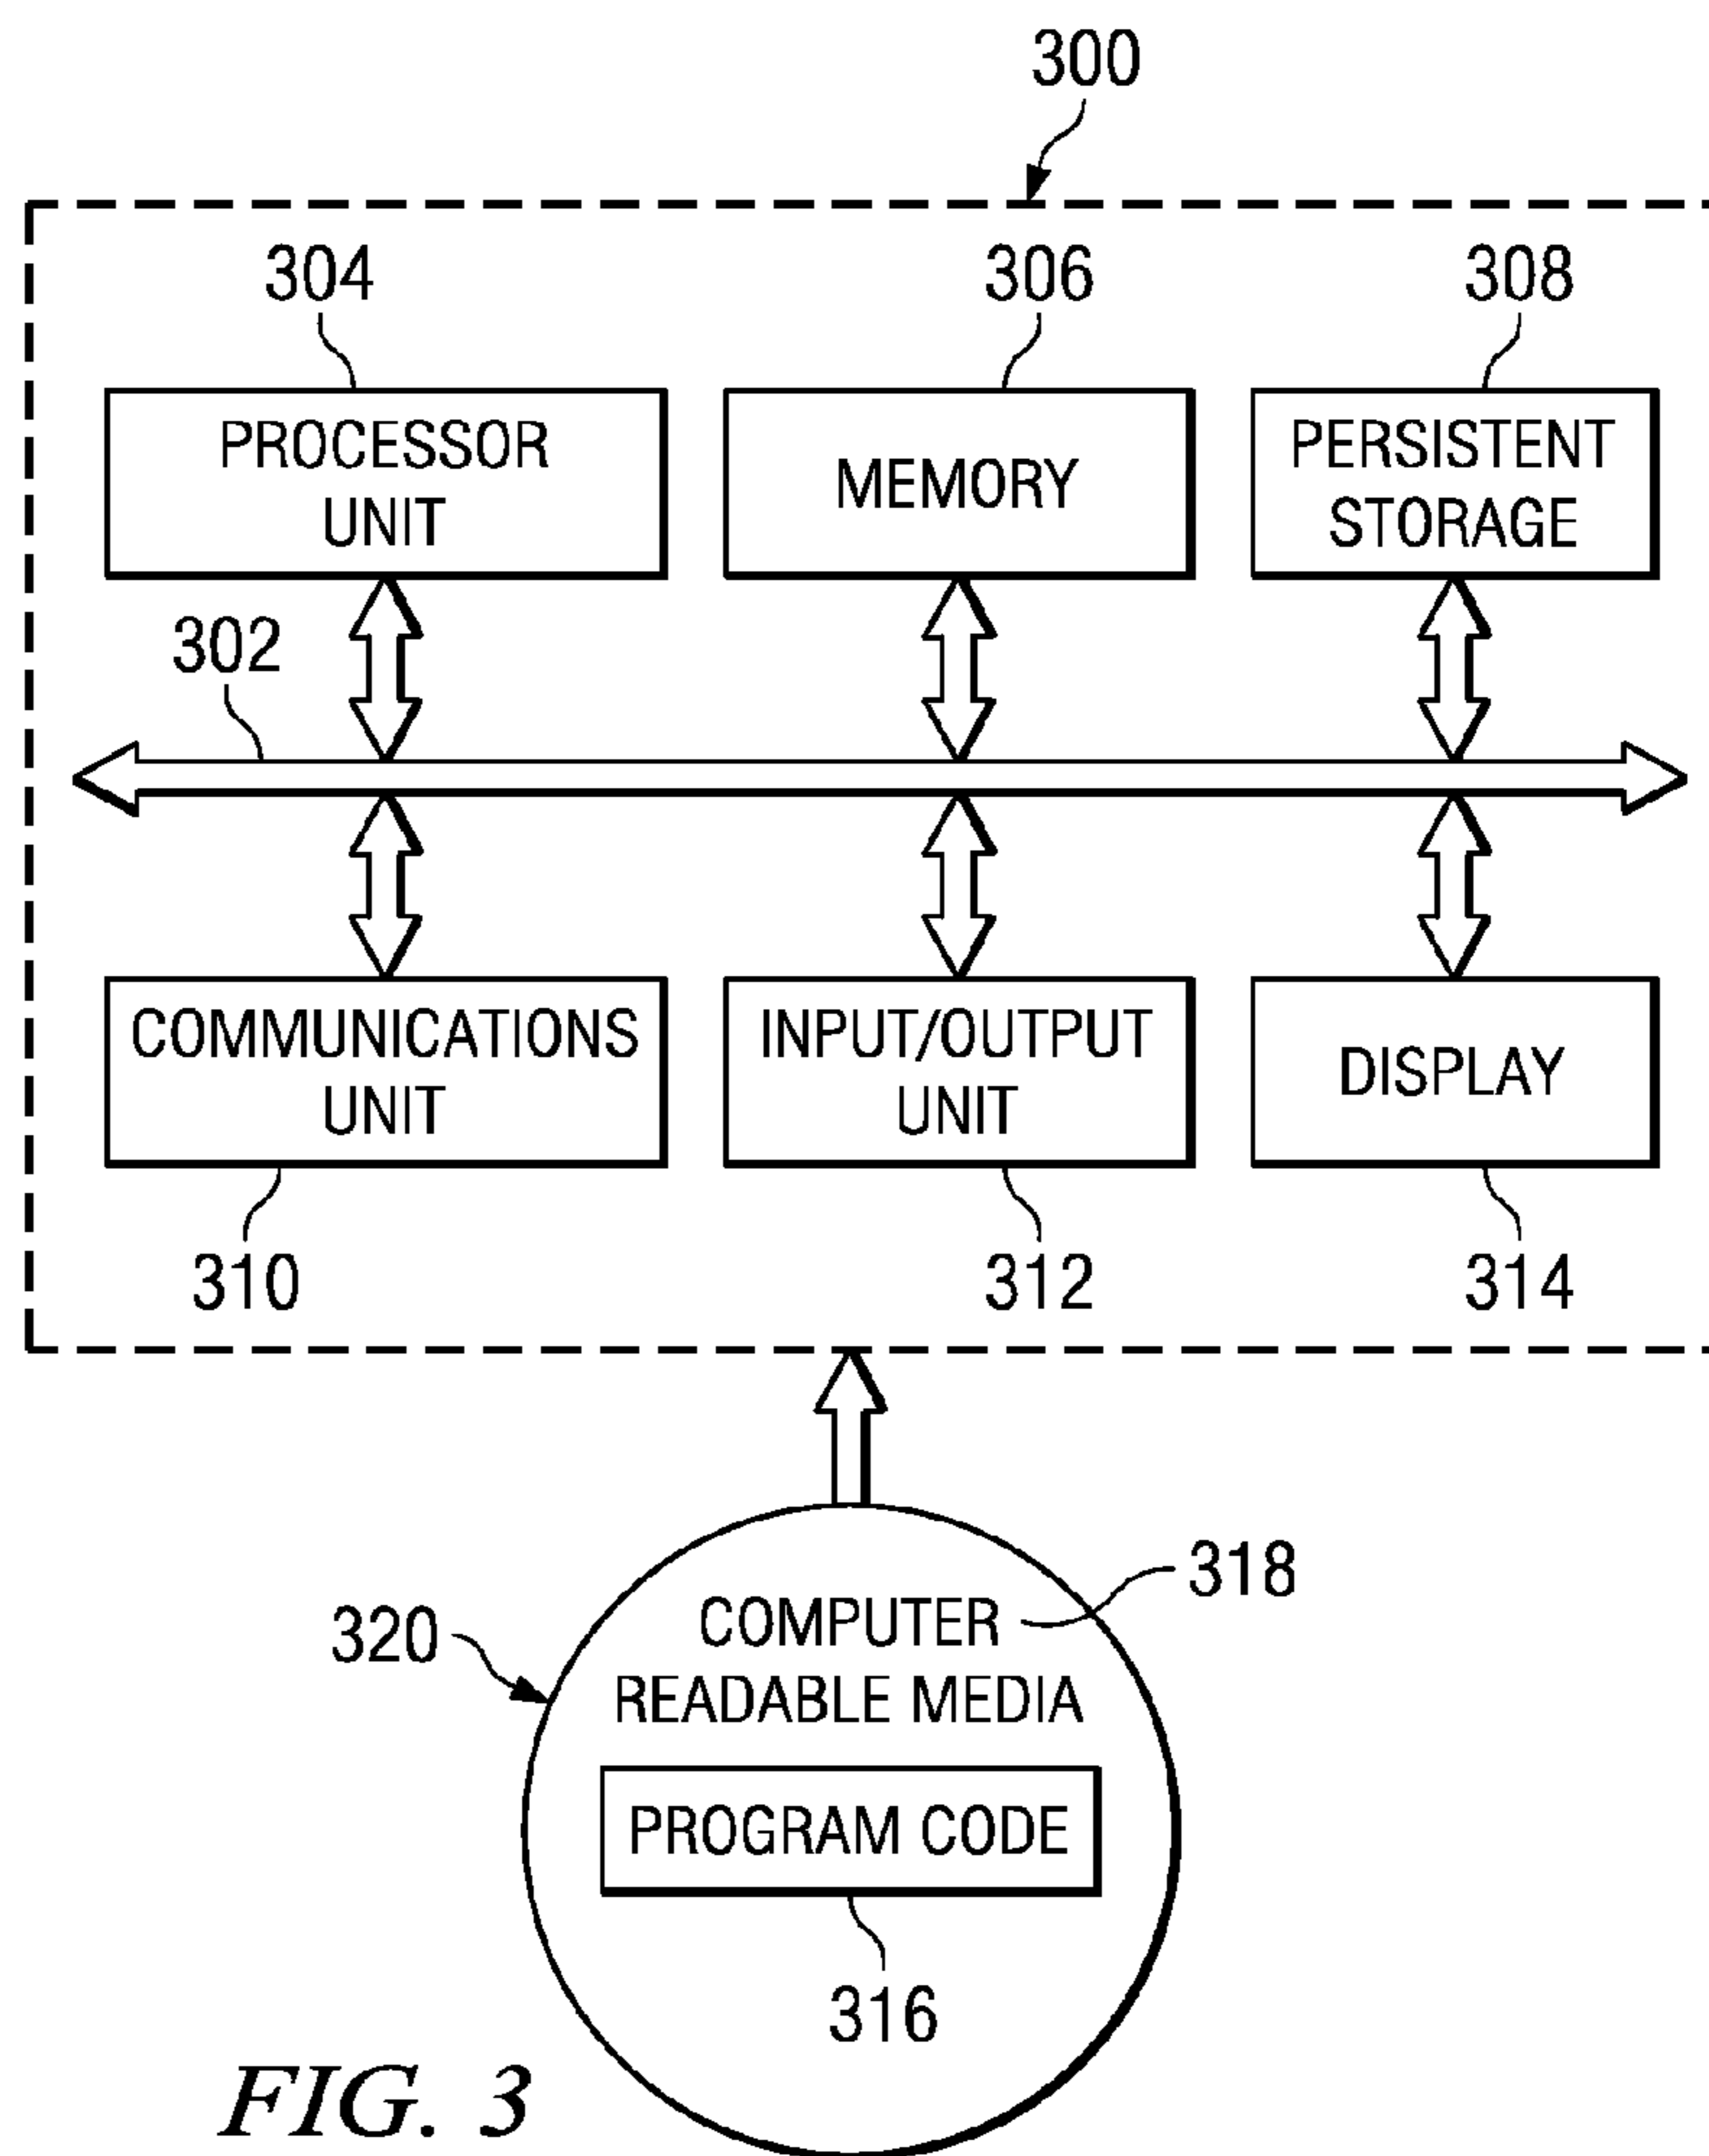 300
304
306
308
PROCESSOR
UNIT
MEMORY
PERSISTENT
STORAGE
302
COMMUNICATIONS
UNIT
INPUT/OUTPUT
UNIT
DISPLAY
310
312
314
318
320
COMPUTER
READABLE MEDIA
PROGRAM CODE
316
FIG. 3